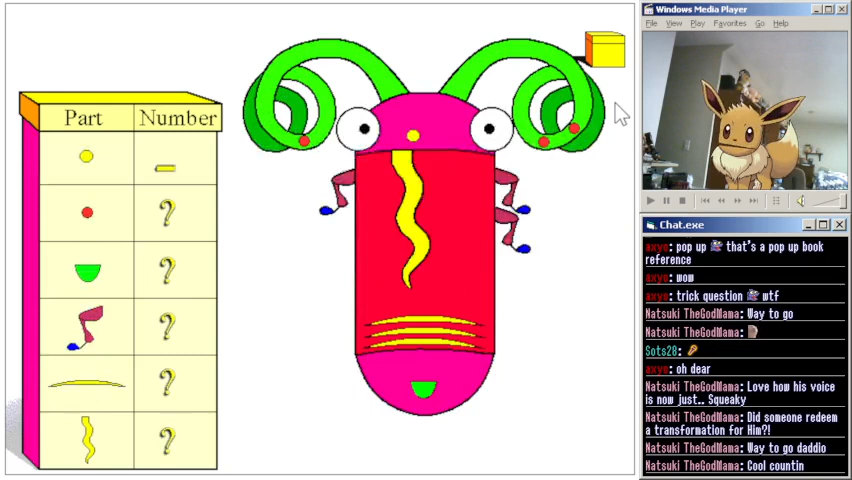 Windows Media Player
File View Play Favorites Go Help
Part Number
?
?
?
?
?
Chat.exe
axyo: pop up that's a pop up book
reference
axyo: wow
axyo: trick question wtf
Natsuki TheGodMama: Way to go
Natsuki TheGodMama:
Sots28:
axyo: oh dear
Natsuki TheGodMama: Love how his voice
is now just.. Squeaky
Natsuki TheGodMama: Did someone redeem
a transformation for Him?!
Natsuki TheGodMama: Way to go daddio
Natsuki TheGodMama: Cool countin